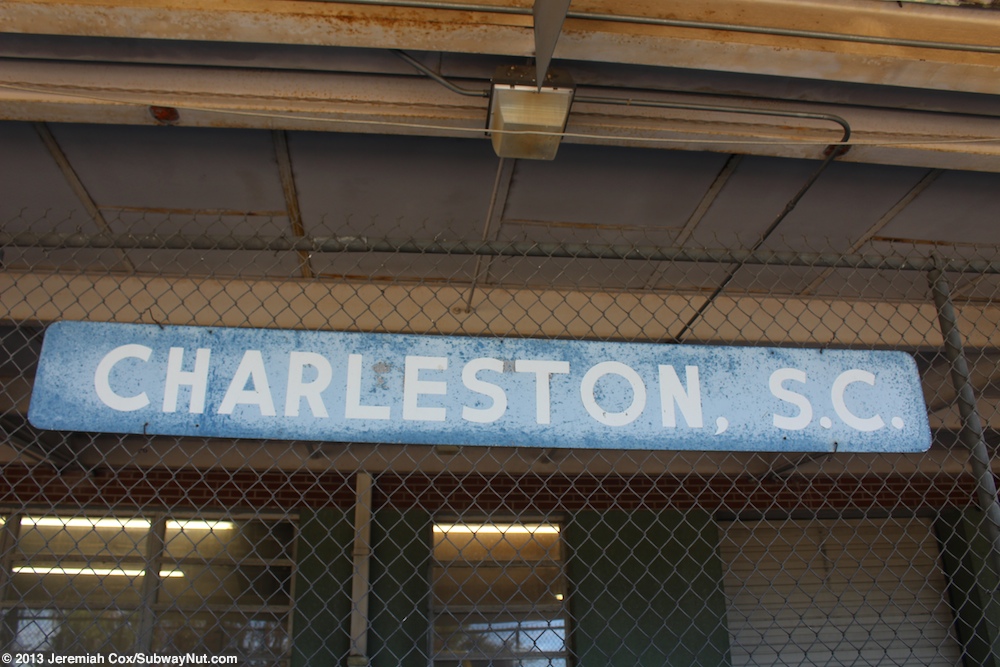 CHARLESTON, S.C.
© 2013 Jeremiah Cox/SubwayNut.com